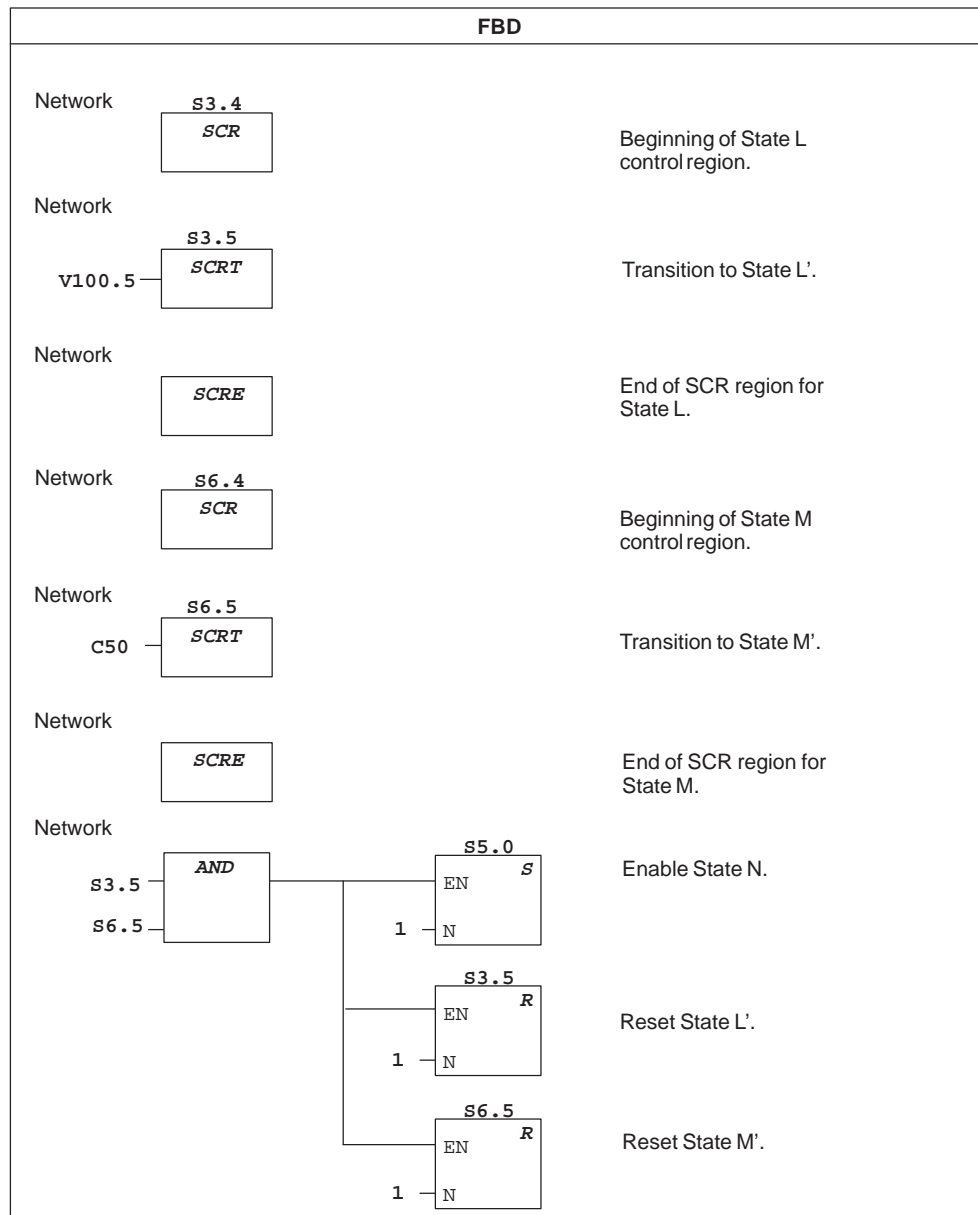 FBD
Network
S3.4
SCR
Beginning of State L
control region.
Network
S3.5
SCRT
V100.5
Transition to State L'.
Network
SCRE
End of SCR region for
State L.
Network
S6.4
SCR
Beginning of State M
control region.
Network
S6.5
SCRT
C50
Transition to State M'.
Network
SCRE
End of SCR region for
State M.
Network
AND
S3.5
S6.5
S5.0
S
EN
1 N
Enable State N.
S3.5
R
EN
1 N
Reset State L'.
S6.5
R
EN
1 N
Reset State M'.